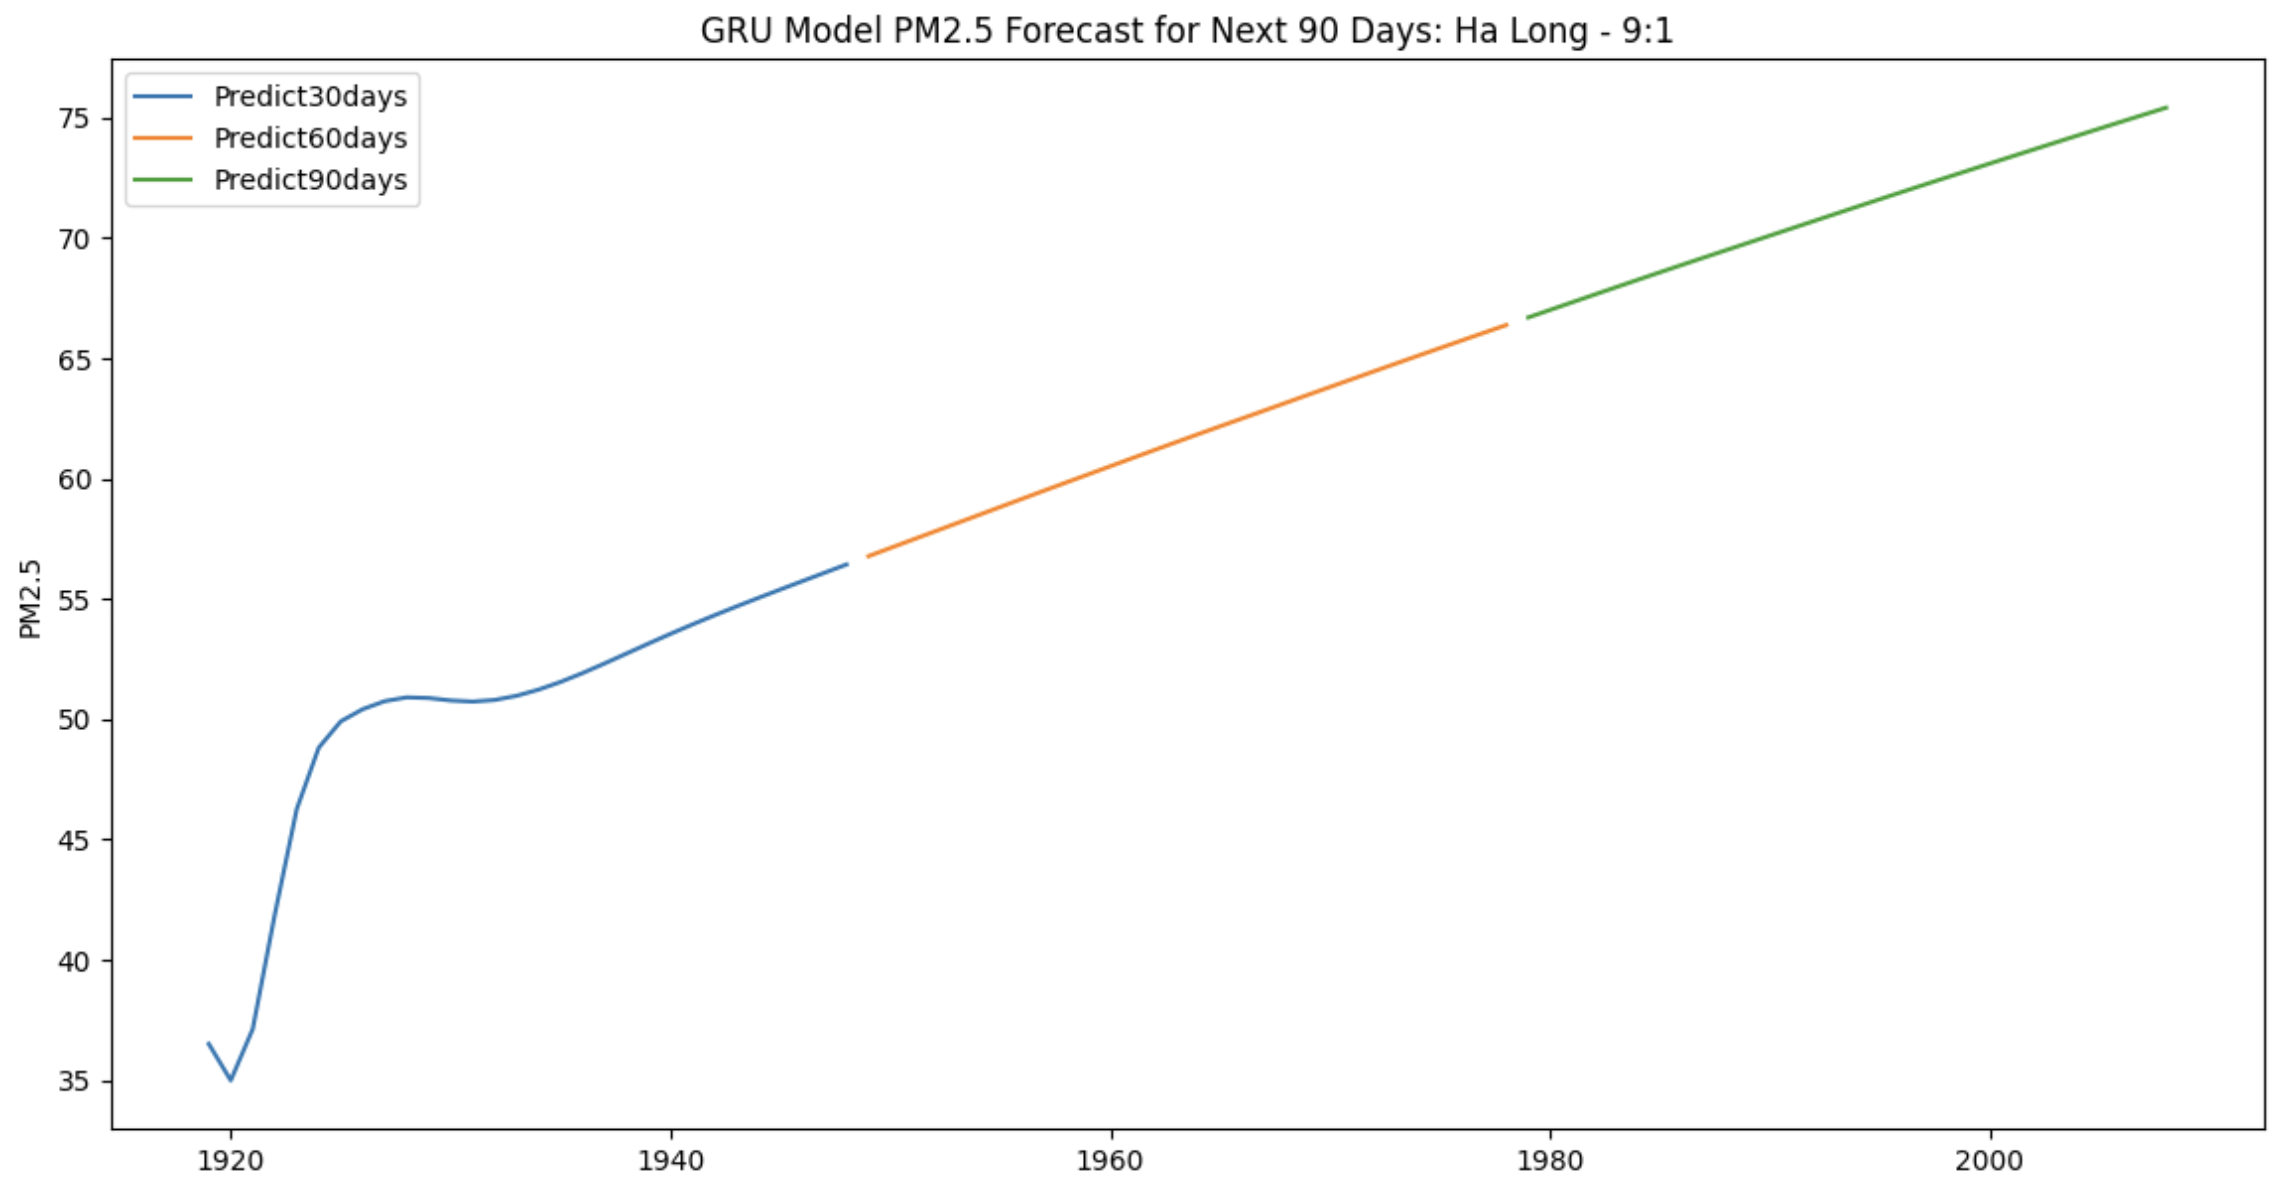 GRU Model PM2.5 Forecast for Next 90 Days: Ha Long - 9:1
Predict30days
Predict60days
Predict90days
75
70
65
60
55
50
45
40
35
PM2.5
1920
1940
1960
1980
2000